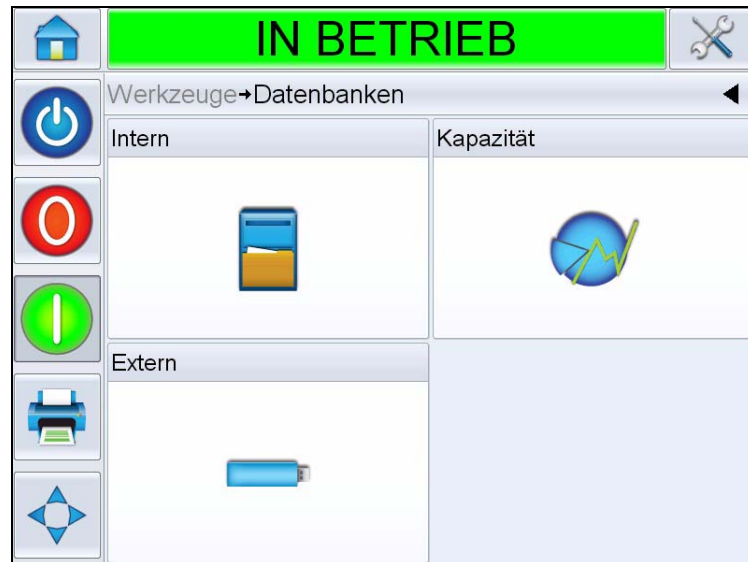 IN BETRIEB
Werkzeuge→Datenbanken
Intern
Kapazität
Extern